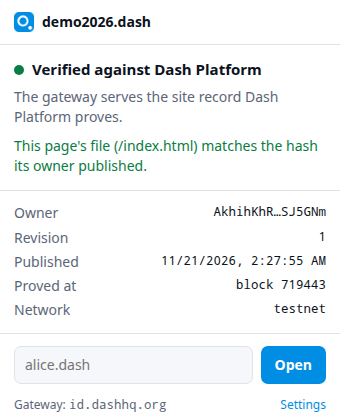 demo2026.dash
Verified against Dash Platform
The gateway serves the site record Dash
Platform proves.
This page's file (/index.html) matches the hash
its owner published.
Owner AkhihKhR…SJ5GNm
Revision 1
Published 11/21/2026, 2:27:55 AM
Proved at block 719443
Network testnet
alice.dash Open
Gateway: id.dashhq.org Settings